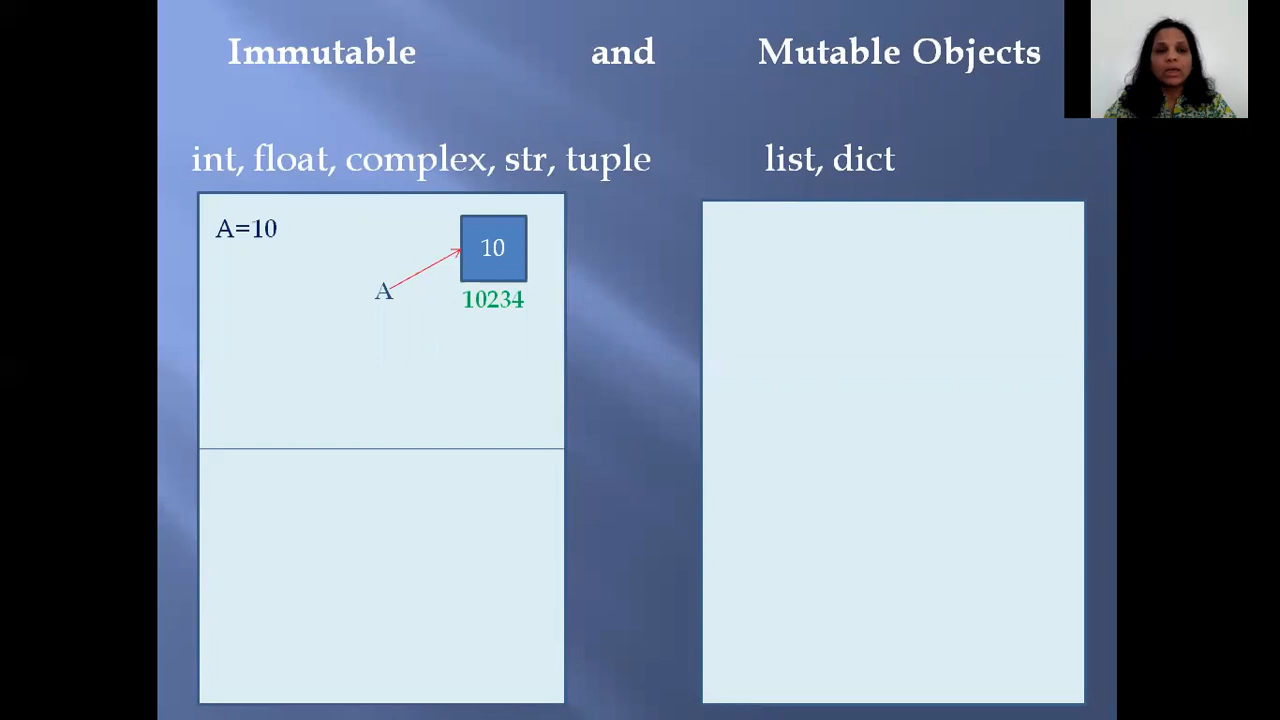 Immutable and Mutable Objects
int, float, complex, str, tuple list, dict
A=10
10
A
10234